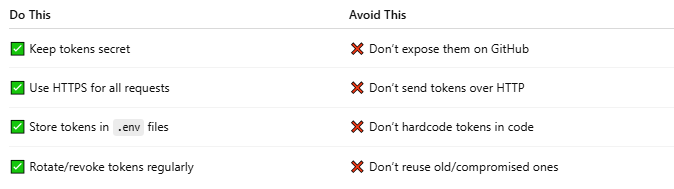 Do This Avoid This
✅ Keep tokens secret ❌ Don't expose them on GitHub
✅ Use HTTPS for all requests ❌ Don't send tokens over HTTP
✅ Store tokens in .env files ❌ Don't hardcode tokens in code
✅ Rotate/revoke tokens regularly ❌ Don't reuse old/compromised ones